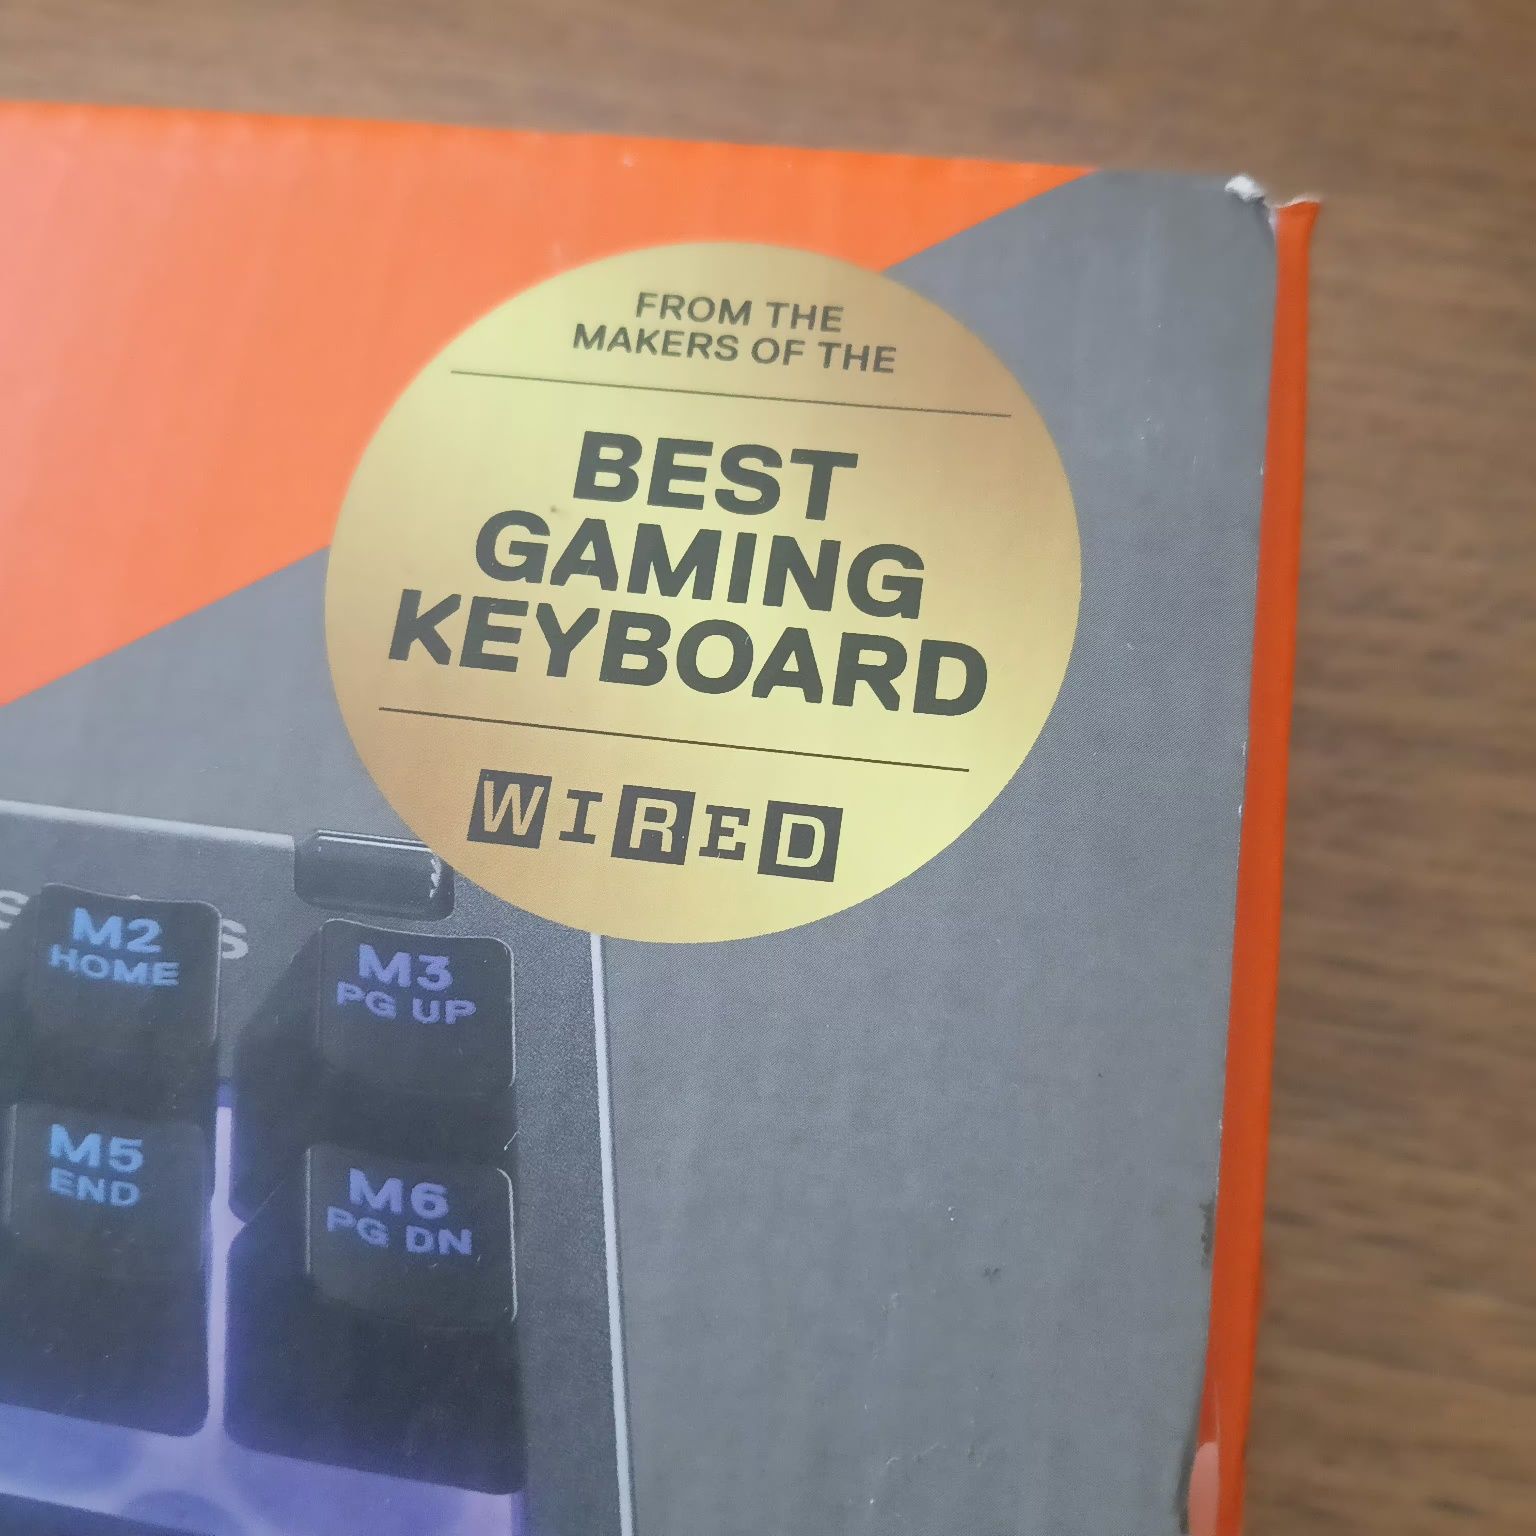 FROM THE
MAKERS OF THE
BEST
GAMING
KEYBOARD
WIRED
M2
HOME
M3
PG UP
M5
END
M6
PG DN